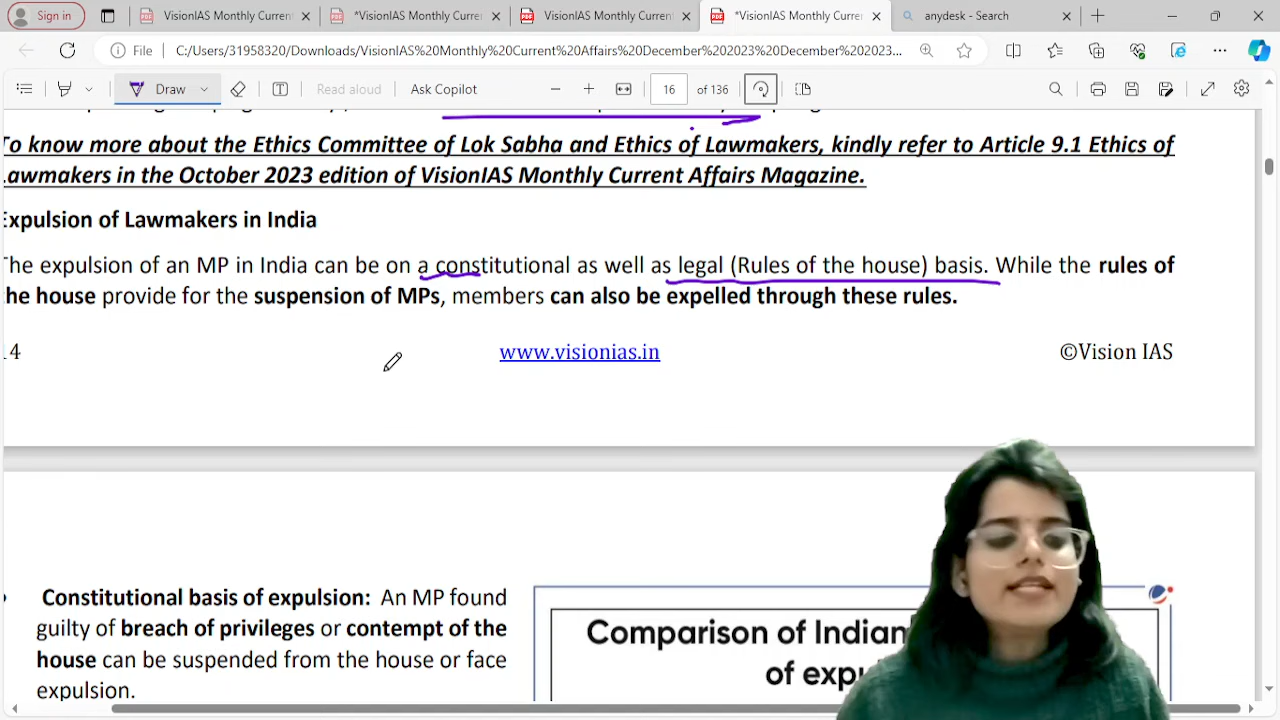 Sign in
VisionIAS Monthly Current
*VisionIAS Monthly Curre
VisionIAS Monthly Current
*VisionIAS Monthly Curre
anydesk - Search
File
C:/Users/31958320/Downloads/VisionIAS%20Monthly%20Current%20Affairs%20December%202023%20December%202023...
Draw
Read aloud
Ask Copilot
16
of 136
To know more about the Ethics Committee of Lok Sabha and Ethics of Lawmakers, kindly refer to Article 9.1 Ethics of
Lawmakers in the October 2023 edition of VisionIAS Monthly Current Affairs Magazine.
Expulsion of Lawmakers in India
The expulsion of an MP in India can be on a constitutional as well as legal (Rules of the house) basis. While the rules of
the house provide for the suspension of MPs, members can also be expelled through these rules.
14
www.visionias.in
©Vision IAS
Constitutional basis of expulsion: An MP found
guilty of breach of privileges or contempt of the
house can be suspended from the house or face
expulsion.
Comparison of Indian
of expu